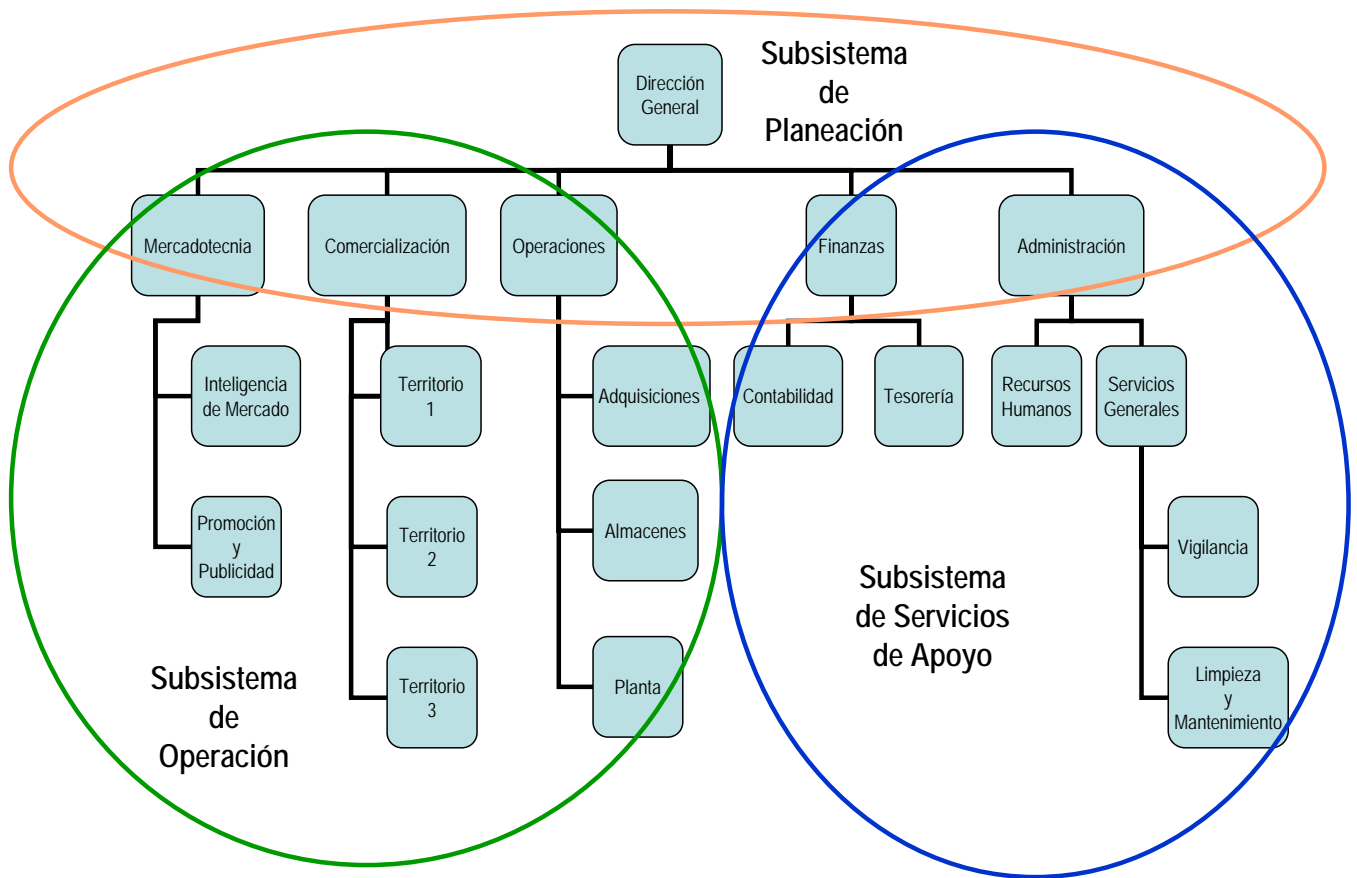 Subsistema
de
Planeación
Dirección
General
Mercadotecnia
Comercialización
Operaciones
Finanzas
Administración
Inteligencia
de Mercado
Territorio
1
Adquisiciones
Contabilidad
Tesorería
Recursos
Humanos
Servicios
Generales
Promoción
y
Publicidad
Territorio
2
Almacenes
Vigilancia
Subsistema
de Servicios
de Apoyo
Subsistema
de
Operación
Territorio
3
Planta
Limpieza
y
Mantenimiento